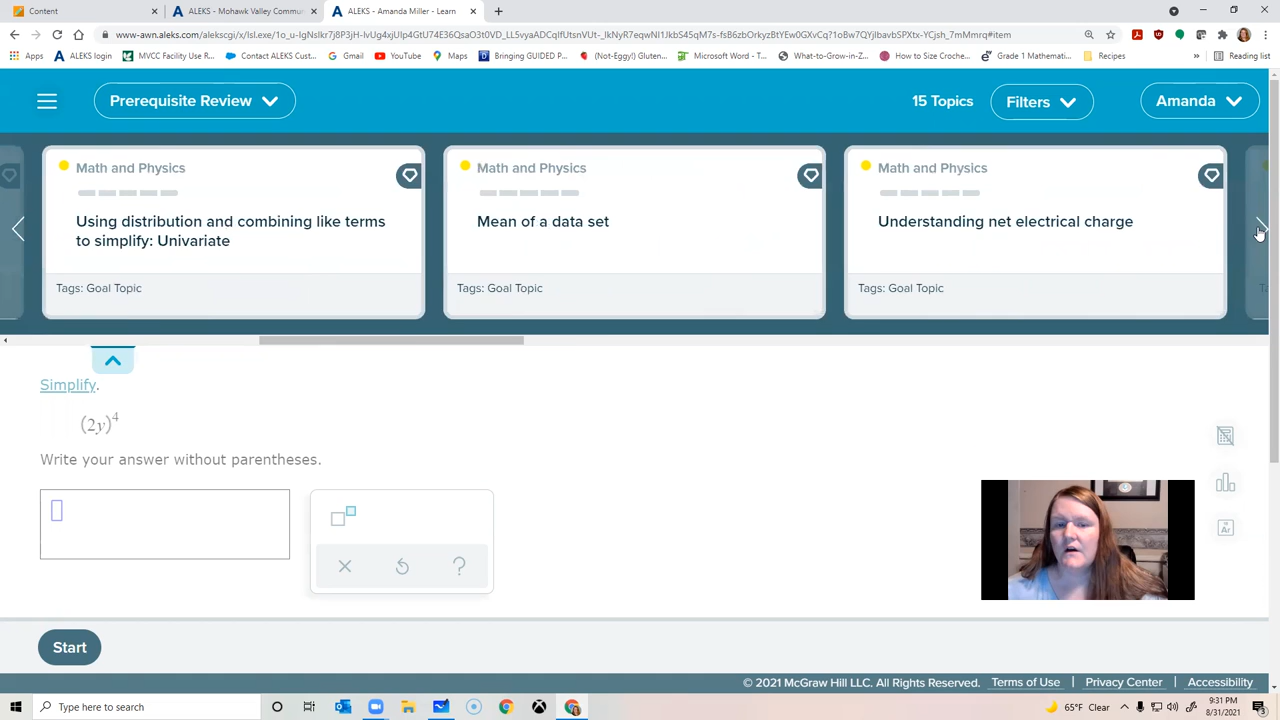 Content
ALEKS - Mohawk Valley Commun
ALEKS - Amanda Miller - Learn
Apps
ALEKS login
MVCC Facility Use R...
Contact ALEKS Cust...
Gmail
YouTube
Maps
Bringing GUIDED P...
(Not-Eggy!) Gluten...
Microsoft Word - T...
What-to-Grow-in-Z...
How to Size Croche...
Grade 1 Mathemati...
Recipes
»
Reading list
Prerequisite Review
15 Topics
Filters
Amanda
Math and Physics
Using distribution and combining like terms
to simplify: Univariate
Tags: Goal Topic
Math and Physics
Mean of a data set
Tags: Goal Topic
Math and Physics
Understanding net electrical charge
Tags: Goal Topic
Simplify.
(2y)⁴
Write your answer without parentheses.
?
Ar
Start
© 2021 McGraw Hill LLC. All Rights Reserved. Terms of Use | Privacy Center | Accessibility
Type here to search
65°F Clear
9:31 PM
8/31/2021